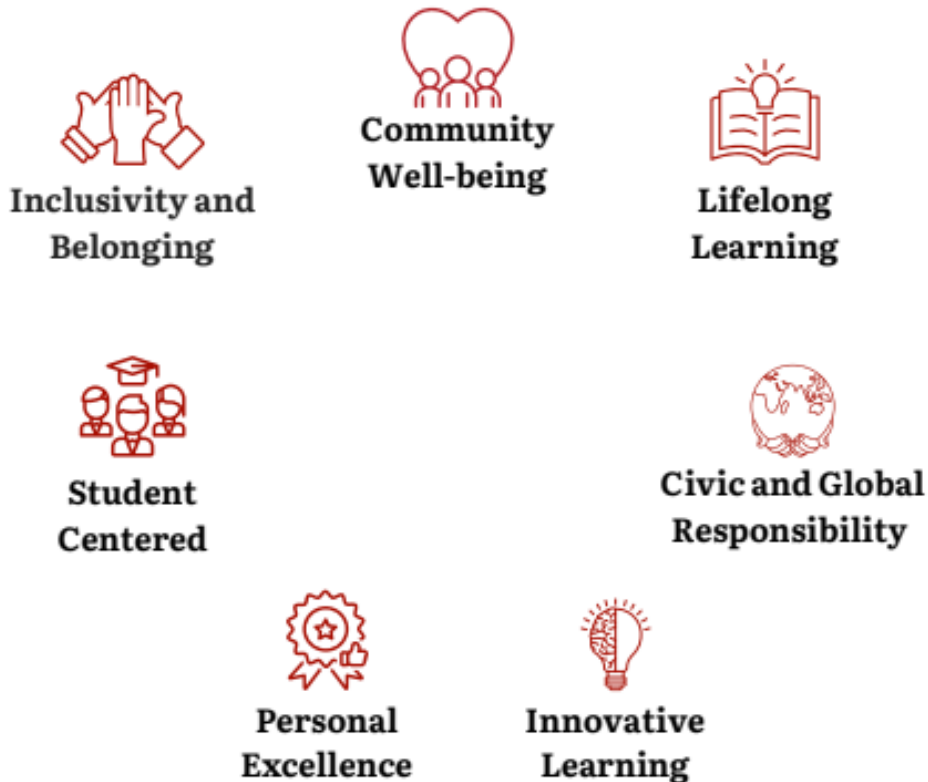 Community
Well-being
Inclusivity and
Belonging
Lifelong
Learning
Student
Centered
Civic and Global
Responsibility
Personal
Excellence
Innovative
Learning